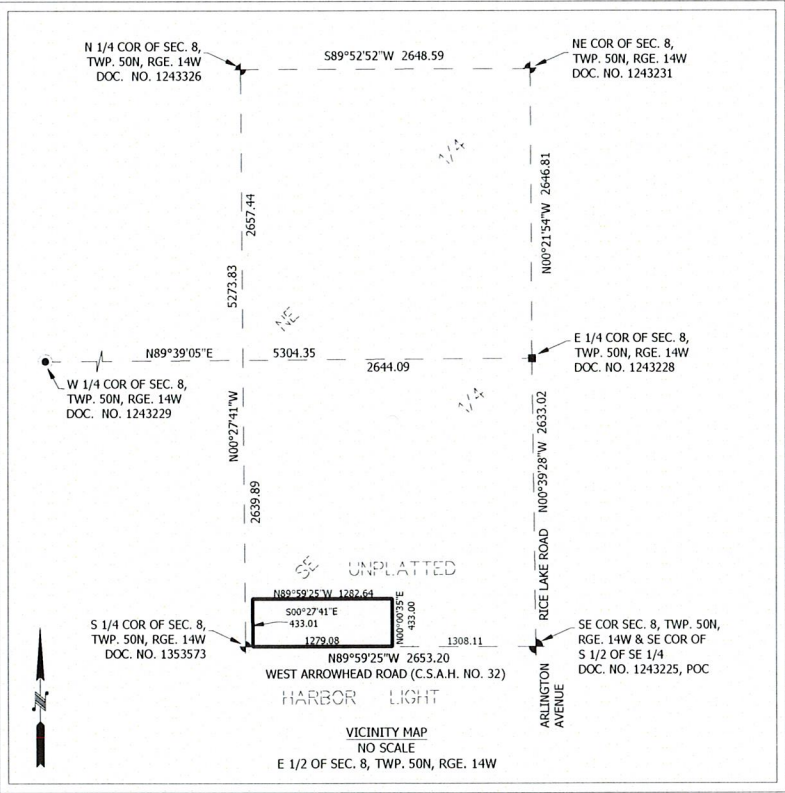 N 1/4 COR OF SEC. 8,
TWP. 50N, RGE. 14W
DOC. NO. 1243326
S89°52'52"W 2648.59
NE COR OF SEC. 8,
TWP. 50N, RGE. 14W
DOC. NO. 1243231
1/4
2657.44
N00°21'54"W 2646.81
5273.83
NE
N89°39'05"E 5304.35
2644.09
E 1/4 COR OF SEC. 8,
TWP. 50N, RGE. 14W
DOC. NO. 1243228
W 1/4 COR OF SEC. 8,
TWP. 50N, RGE. 14W
DOC. NO. 1243229
1/4
N00°27'41"W
N00°39'28"W 2633.02
2639.89
SE UNPLATTED
RICE LAKE ROAD
N89°59'25"W 1282.64
S00°27'41"E
433.01
N00°00'35"E
433.00
1279.08
1308.11
S 1/4 COR OF SEC. 8,
TWP. 50N, RGE. 14W
DOC. NO. 1353573
SE COR SEC. 8, TWP. 50N,
RGE. 14W & SE COR OF
S 1/2 OF SE 1/4
DOC. NO. 1243225, POC
N89°59'25"W 2653.20
WEST ARROWHEAD ROAD (C.S.A.H. NO. 32)
HARBOR LIGHT
ARLINGTON
AVENUE
N
VICINITY MAP
NO SCALE
E 1/2 OF SEC. 8, TWP. 50N, RGE. 14W